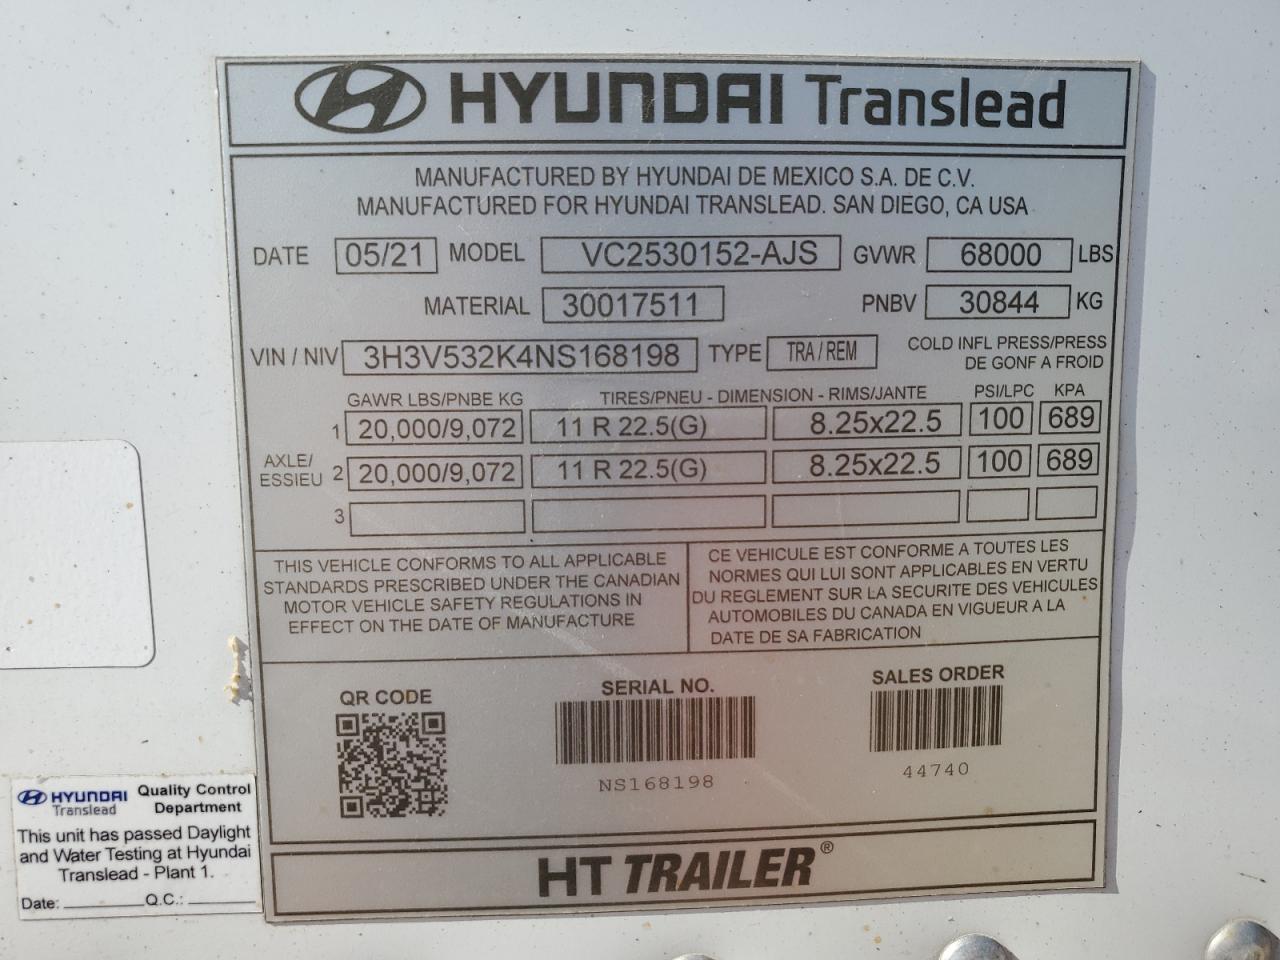 HYUNDAI Translead
MANUFACTURED BY HYUNDAI DE MEXICO S.A. DE C.V.
MANUFACTURED FOR HYUNDAI TRANSLEAD. SAN DIEGO, CA USA
DATE 05/21 MODEL VC2530152-AJS GVWR 68000 LBS
MATERIAL 30017511 PNBV 30844 KG
VIN / NIV 3H3V532K4NS168198 TYPE TRA / REM COLD INFL PRESS/PRESS
DE GONF A FROID
GAWR LBS/PNBE KG TIRES/PNEU - DIMENSION - RIMS/JANTE PSI/LPC KPA
1 20,000/9,072 11 R 22.5(G) 8.25x22.5 100 689
AXLE/
ESSIEU
2 20,000/9,072 11 R 22.5(G) 8.25x22.5 100 689
3
THIS VEHICLE CONFORMS TO ALL APPLICABLE
STANDARDS PRESCRIBED UNDER THE CANADIAN
MOTOR VEHICLE SAFETY REGULATIONS IN
EFFECT ON THE DATE OF MANUFACTURE
CE VEHICULE EST CONFORME A TOUTES LES
NORMES QUI LUI SONT APPLICABLES EN VERTU
DU REGLEMENT SUR LA SECURITE DES VEHICULES
AUTOMOBILES DU CANADA EN VIGUEUR A LA
DATE DE SA FABRICATION
QR CODE
SERIAL NO.
NS168198
SALES ORDER
44740
HT TRAILER®
HYUNDAI
Translead
Quality Control
Department
This unit has passed Daylight
and Water Testing at Hyundai
Translead - Plant 1.
Date: Q.C.: